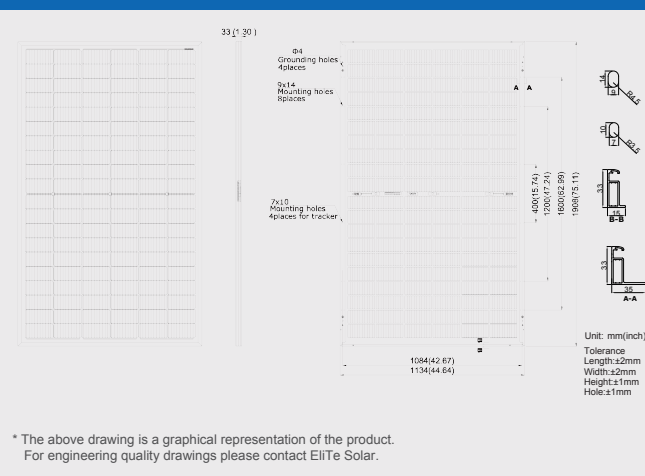 33 (1.30 )
Φ4
Grounding holes
4places
9x14
Mounting holes
8places
A A
7x10
Mounting holes
4places for tracker
400(15.74)
1200(47.24)
1600(62.99)
1908(75.11)
1084(42.67)
1134(44.64)
14
9
R4.5
10
7
R3.5
33
15
B-B
33
35
A-A
Unit: mm(inch)
Tolerance
Length:±2mm
Width:±2mm
Height:±1mm
Hole:±1mm
* The above drawing is a graphical representation of the product.
For engineering quality drawings please contact EliTe Solar.